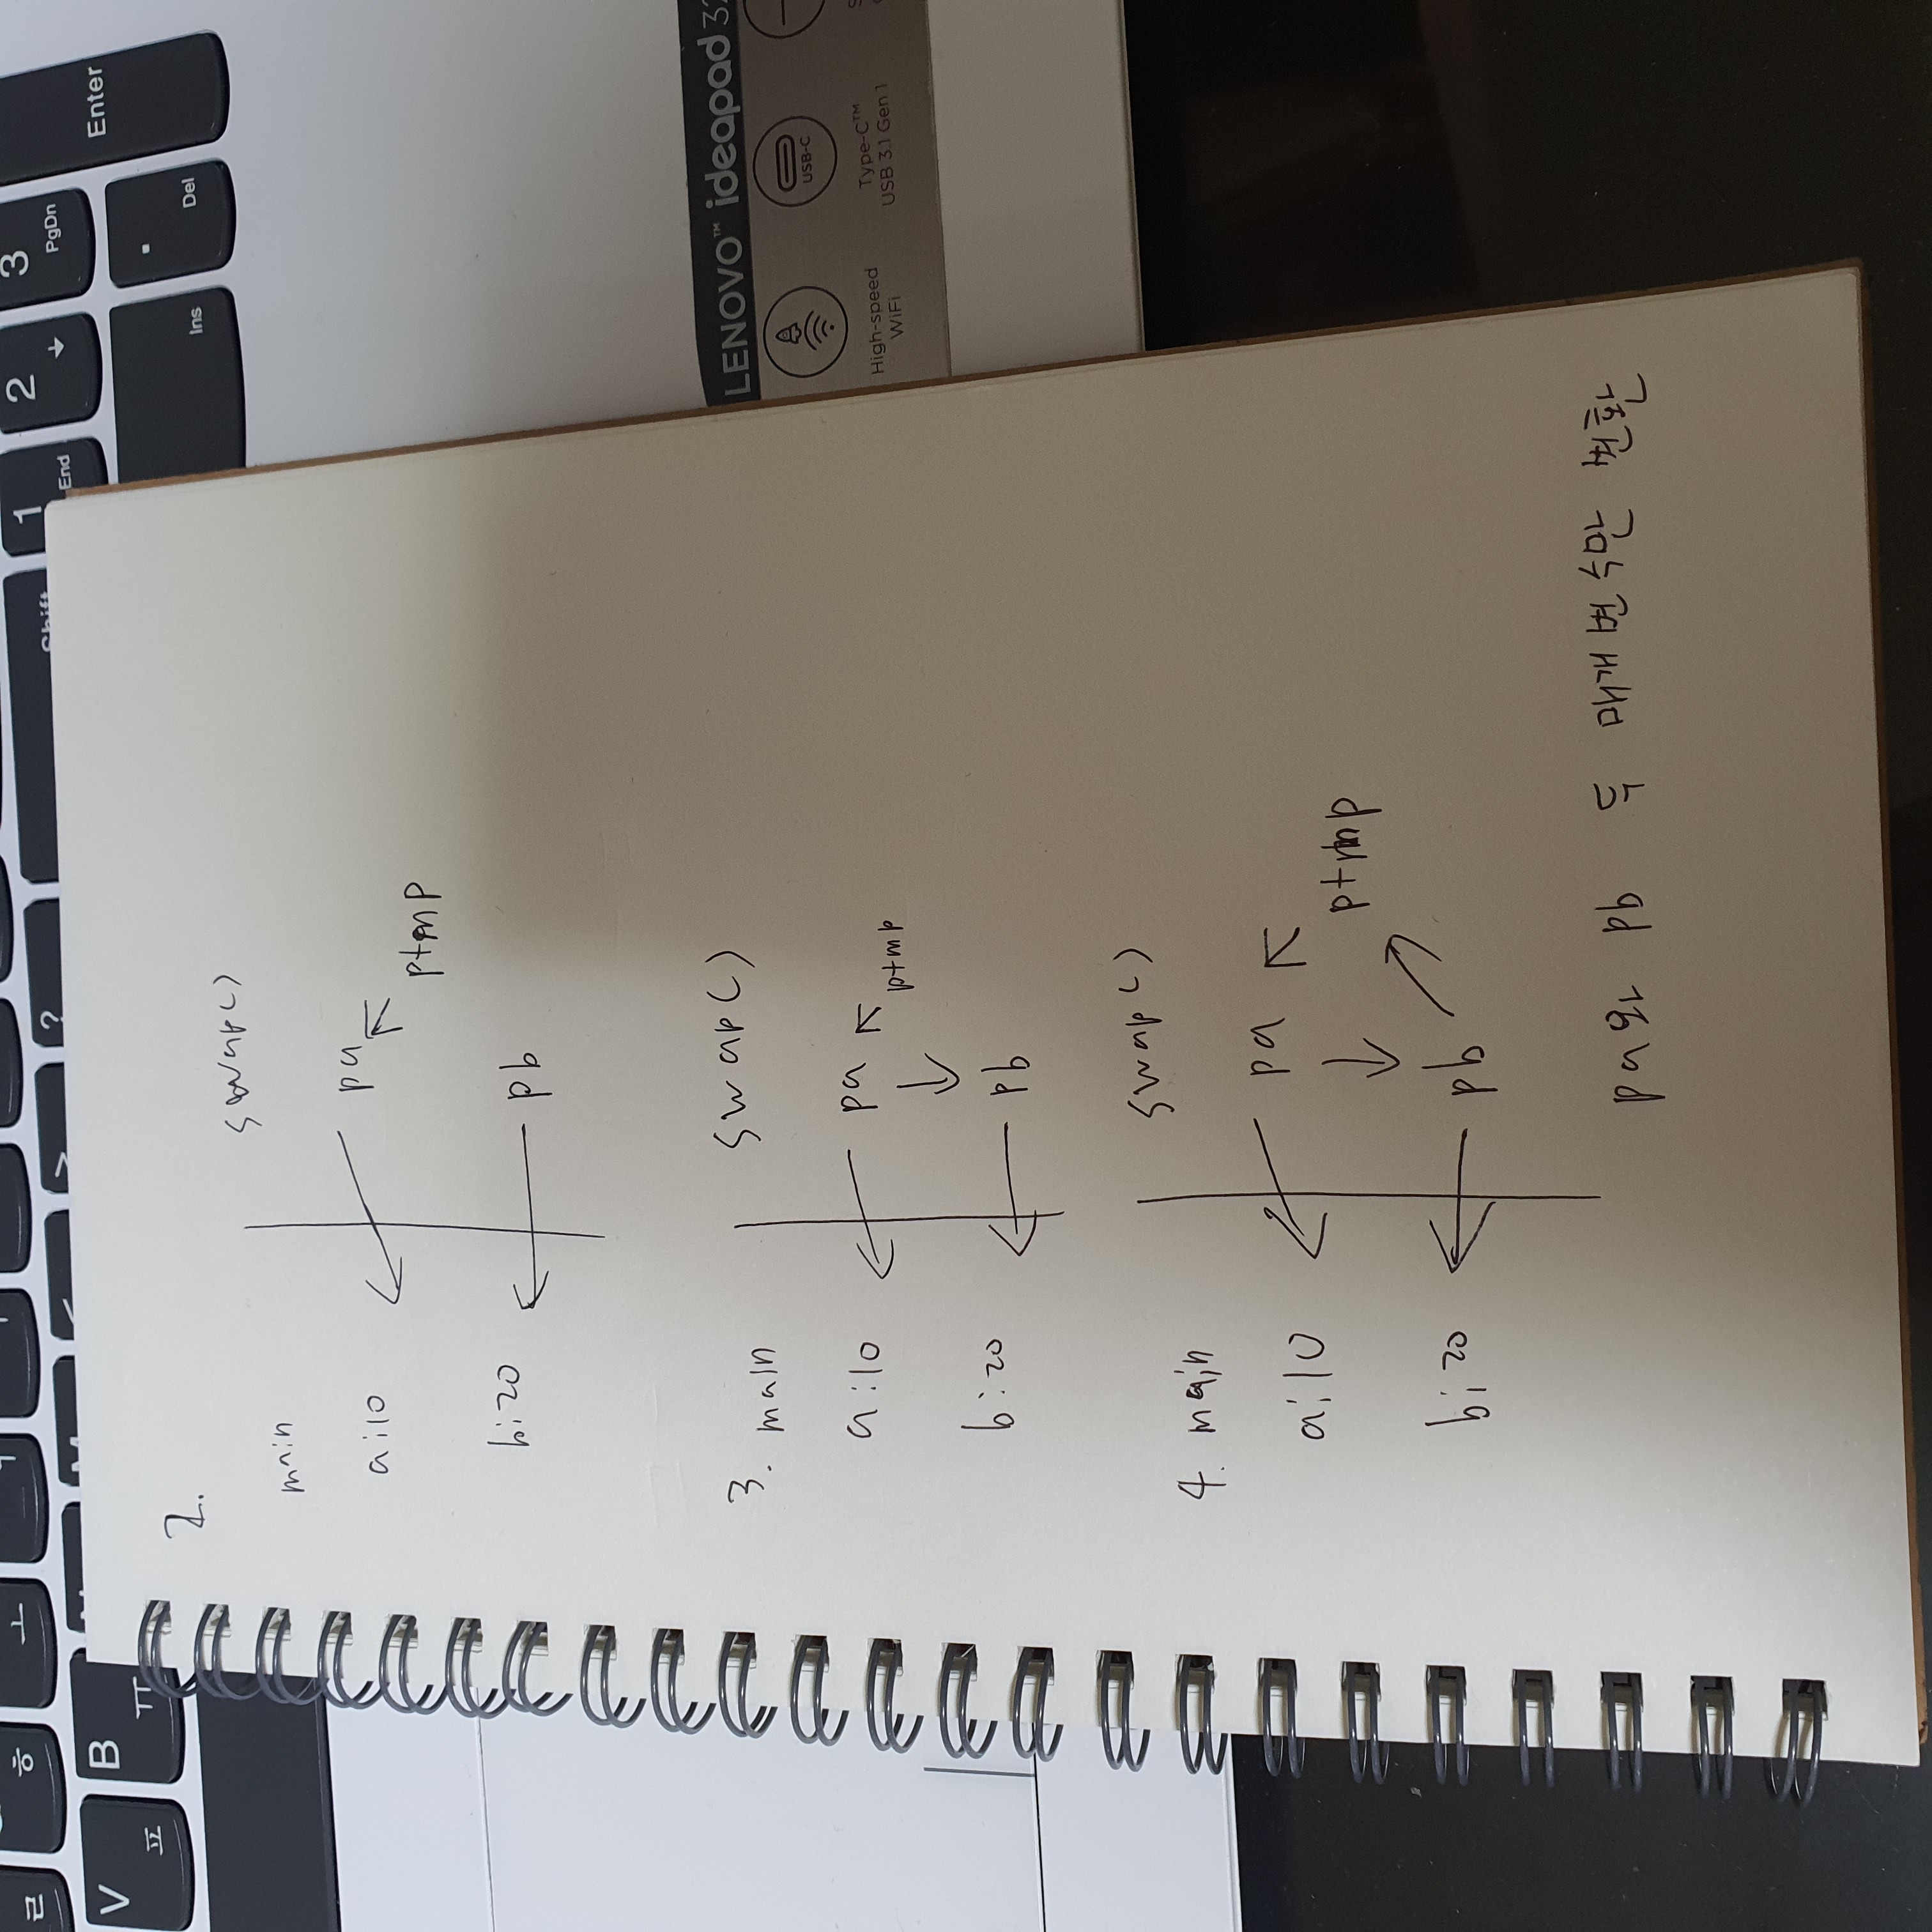 ㄹ ㅎ ㅗ
? Shift 1 End 2 3 PgDn
V ㅍ B ㅠ Enter
Ins Del
2.
swap()
main
a:10 pa
ptmp
b:20 pb
3. main swap()
a:10 pa
ptmp
b:20 pb
4. main swap()
a:10 pa
ptmp
b:20 pb
pa와 pb 두 매개변수만 변환
LENOVO™ ideapad
USB-C
High-speed
WiFi
Type-C™
USB 3.1 Gen 1